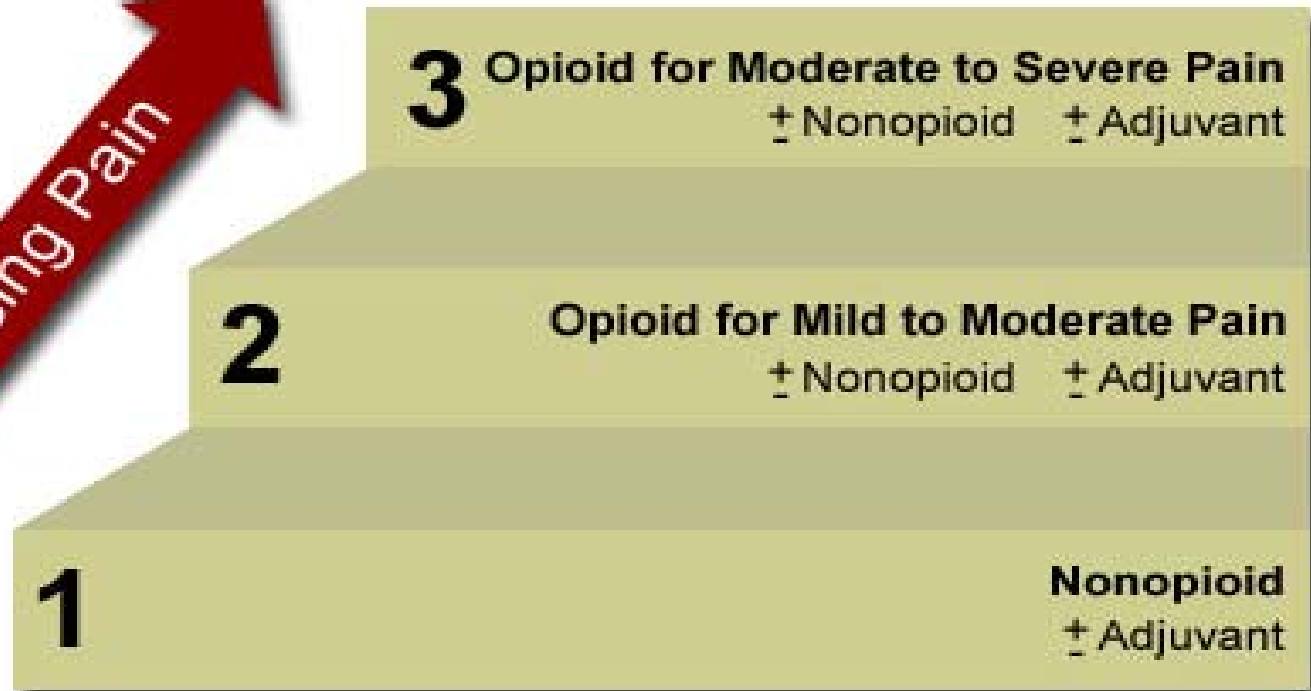 3 Opioid for Moderate to Severe Pain
± Nonopioid ± Adjuvant
2 Opioid for Mild to Moderate Pain
± Nonopioid ± Adjuvant
1 Nonopioid
± Adjuvant
Pain